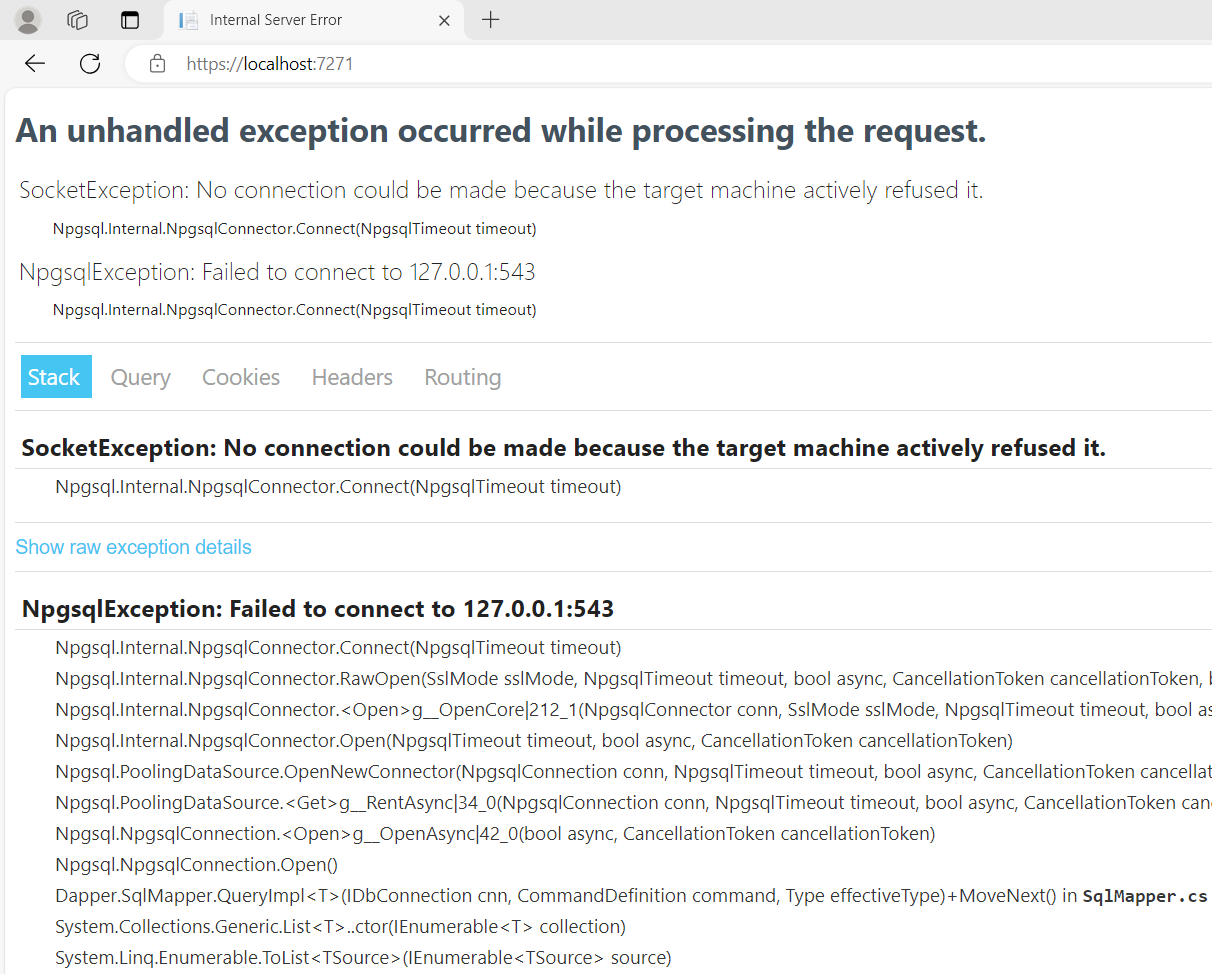 Internal Server Error
https://localhost:7271
An unhandled exception occurred while processing the request.
SocketException: No connection could be made because the target machine actively refused it.
Npgsql.Internal.NpgsqlConnector.Connect(NpgsqlTimeout timeout)
NpgsqlException: Failed to connect to 127.0.0.1:543
Npgsql.Internal.NpgsqlConnector.Connect(NpgsqlTimeout timeout)
Stack Query Cookies Headers Routing
SocketException: No connection could be made because the target machine actively refused it.
Npgsql.Internal.NpgsqlConnector.Connect(NpgsqlTimeout timeout)
Show raw exception details
NpgsqlException: Failed to connect to 127.0.0.1:543
Npgsql.Internal.NpgsqlConnector.Connect(NpgsqlTimeout timeout)
Npgsql.Internal.NpgsqlConnector.RawOpen(SslMode sslMode, NpgsqlTimeout timeout, bool async, CancellationToken cancellationToken, b
Npgsql.Internal.NpgsqlConnector.<Open>g__OpenCore|212_1(NpgsqlConnector conn, SslMode sslMode, NpgsqlTimeout timeout, bool as
Npgsql.Internal.NpgsqlConnector.Open(NpgsqlTimeout timeout, bool async, CancellationToken cancellationToken)
Npgsql.PoolingDataSource.OpenNewConnector(NpgsqlConnection conn, NpgsqlTimeout timeout, bool async, CancellationToken cancellat
Npgsql.PoolingDataSource.<Get>g__RentAsync|34_0(NpgsqlConnection conn, NpgsqlTimeout timeout, bool async, CancellationToken can
Npgsql.NpgsqlConnection.<Open>g__OpenAsync|42_0(bool async, CancellationToken cancellationToken)
Npgsql.NpgsqlConnection.Open()
Dapper.SqlMapper.QueryImpl<T>(IDbConnection cnn, CommandDefinition command, Type effectiveType)+MoveNext() in SqlMapper.cs
System.Collections.Generic.List<T>..ctor(IEnumerable<T> collection)
System.Linq.Enumerable.ToList<TSource>(IEnumerable<TSource> source)